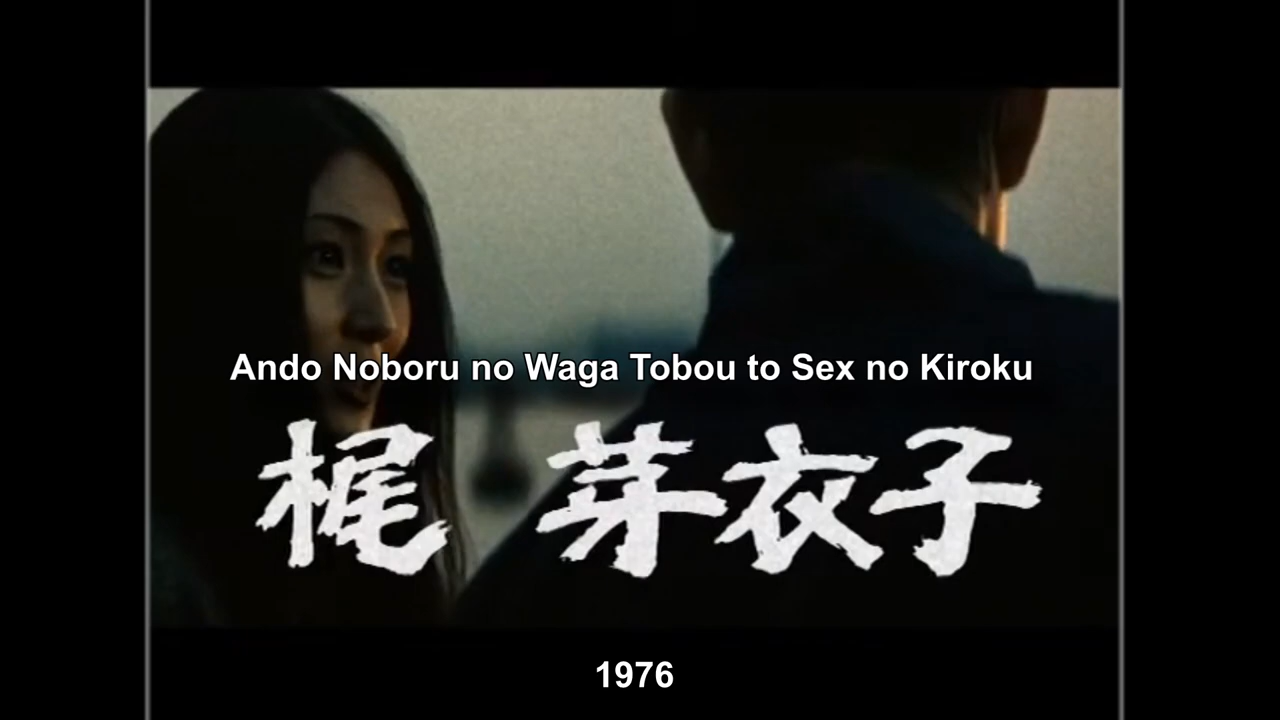 Ando Noboru no Waga Tobou to Sex no Kiroku
梶 芽衣子
1976